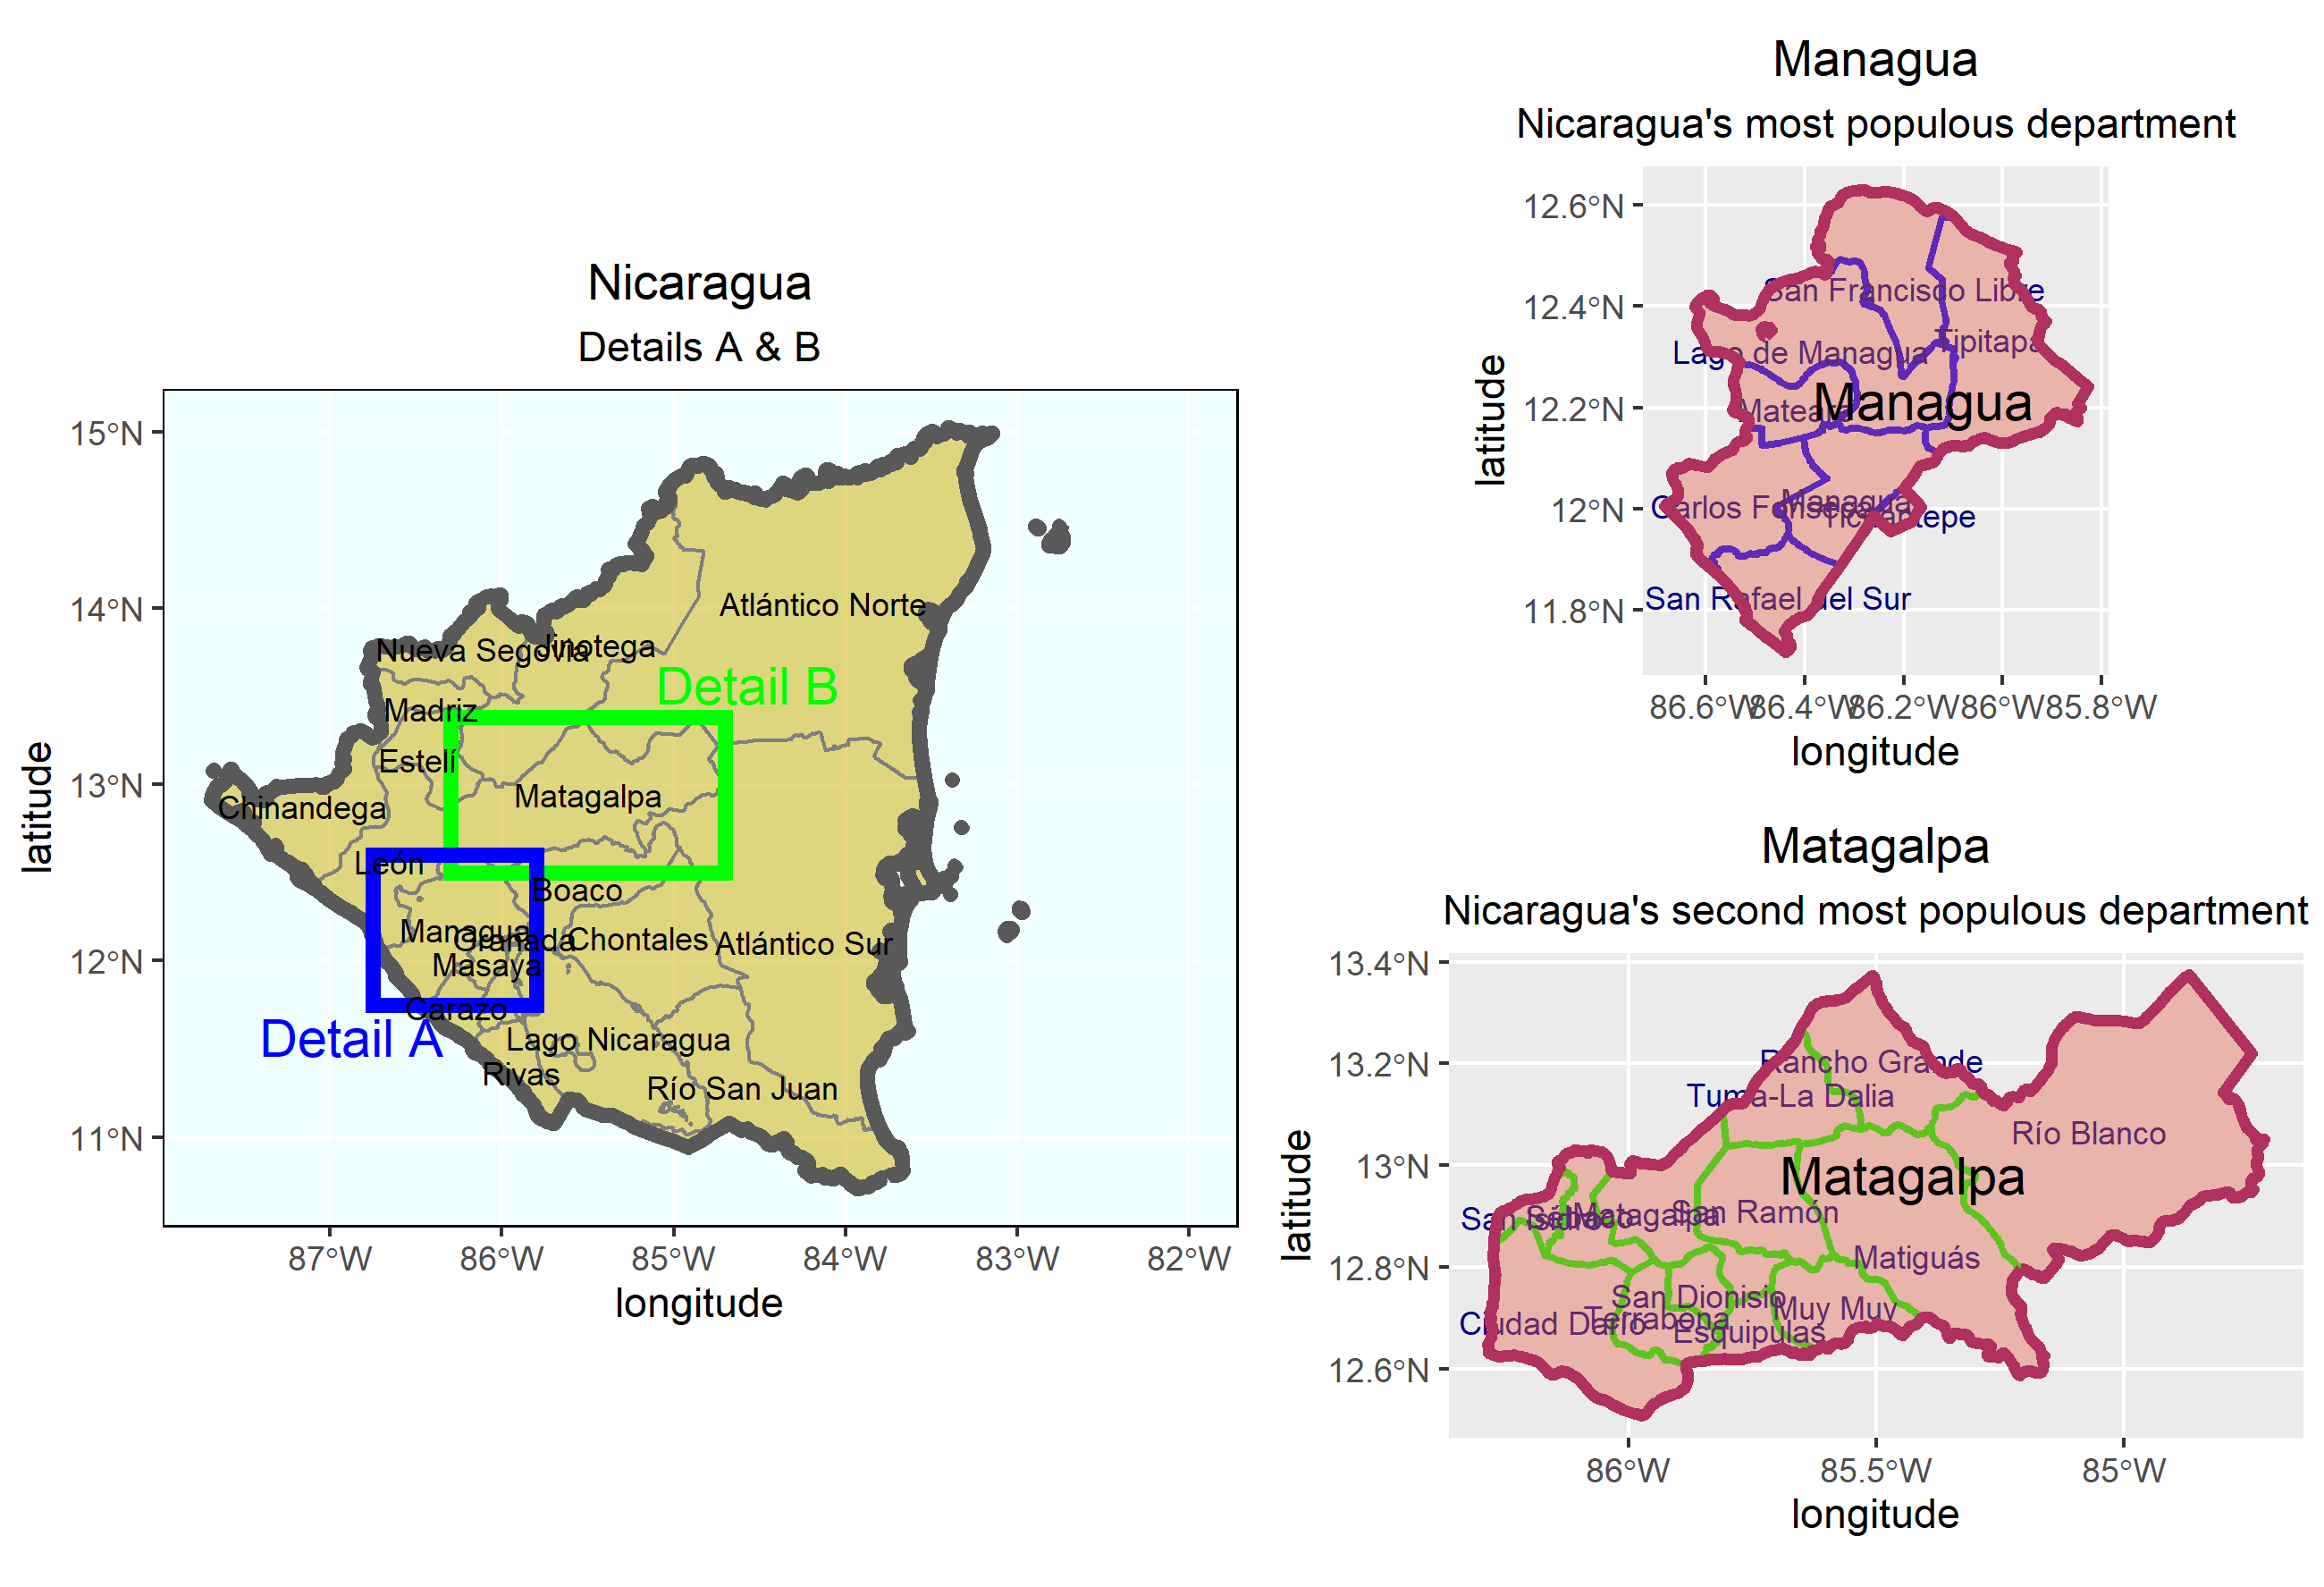 Nicaragua
Details A & B
15°N
14°N
13°N
12°N
11°N
latitude
Atlántico Norte
Nueva Segovia
Jinotega
Detail B
Madriz
Estelí
Matagalpa
Chinandega
León
Boaco
Managua
Granada
Chontales
Atlántico Sur
Masaya
Carazo
Detail A
Lago Nicaragua
Rivas
Río San Juan
87°W 86°W 85°W 84°W 83°W 82°W
longitude
Managua
Nicaragua's most populous department
12.6°N
12.4°N
12.2°N
12°N
11.8°N
latitude
San Francisco Libre
Tipitapa
Lago de Managua
Managua
Mateare
Managua
Carlos Fonseca
Ticuantepe
San Rafael del Sur
86.6°W 86.4°W 86.2°W 86°W 85.8°W
longitude
Matagalpa
Nicaragua's second most populous department
13.4°N
13.2°N
13°N
12.8°N
12.6°N
latitude
Rancho Grande
Tuma-La Dalia
Río Blanco
Matagalpa
San Isidro
Sébaco
Matagalpa
San Ramón
Matiguás
San Dionisio
Terrabona
Muy Muy
Ciudad Darío
Esquipulas
86°W 85.5°W 85°W
longitude